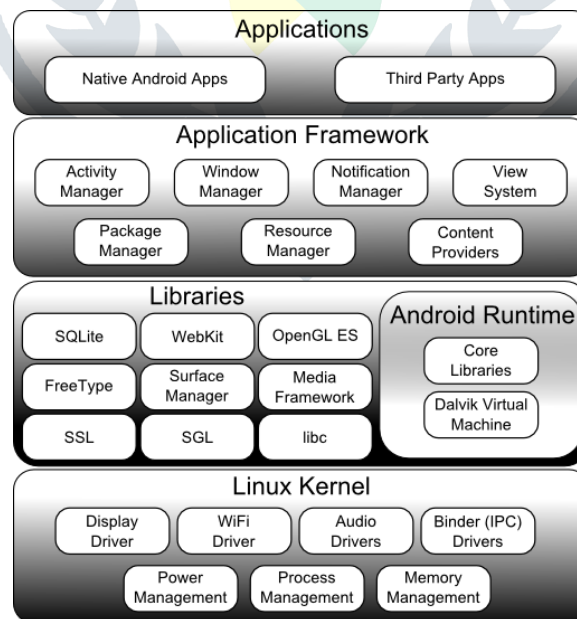 Applications
Native Android Apps
Third Party Apps
Application Framework
Activity
Manager
Window
Manager
Notification
Manager
View
System
Package
Manager
Resource
Manager
Content
Providers
Libraries
SQLite
WebKit
OpenGL ES
FreeType
Surface
Manager
Media
Framework
SSL
SGL
libc
Android Runtime
Core
Libraries
Dalvik Virtual
Machine
Linux Kernel
Display
Driver
WiFi
Driver
Audio
Drivers
Binder (IPC)
Drivers
Power
Management
Process
Management
Memory
Management